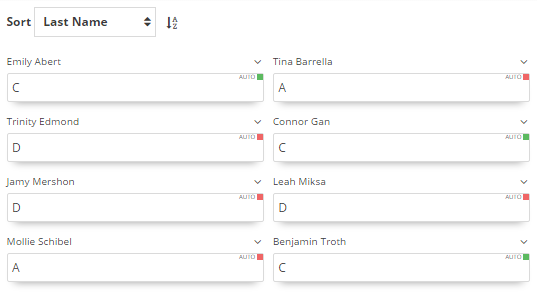 Sort Last Name A Z
Emily Abert Tina Barrella
AUTO AUTO
C A
Trinity Edmond Connor Gan
AUTO AUTO
D C
Jamy Mershon Leah Miksa
AUTO AUTO
D D
Mollie Schibel Benjamin Troth
AUTO AUTO
A C